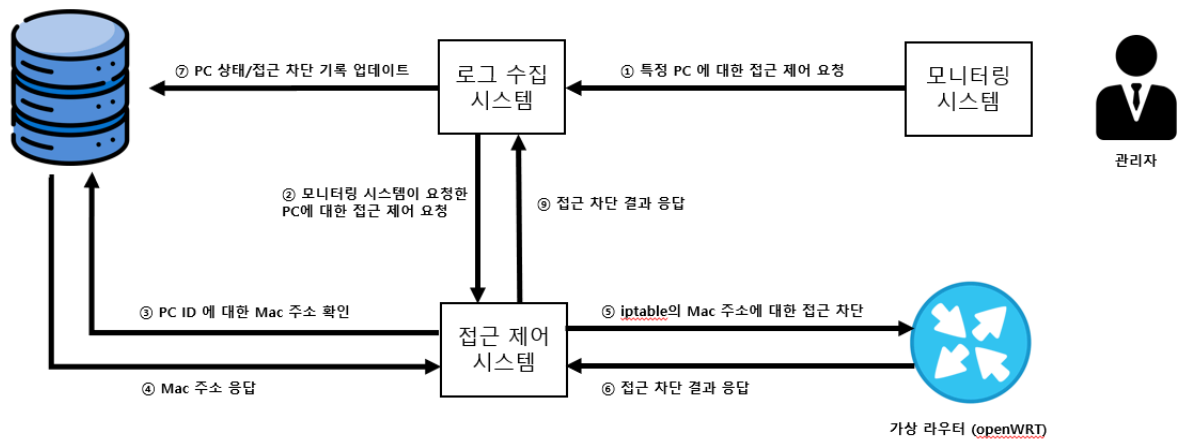 ⑦ PC 상태/접근 차단 기록 업데이트
로그 수집
시스템
① 특정 PC 에 대한 접근 제어 요청
모니터링
시스템
관리자
② 모니터링 시스템이 요청한
PC에 대한 접근 제어 요청
⑨ 접근 차단 결과 응답
③ PC ID 에 대한 Mac 주소 확인
④ Mac 주소 응답
접근 제어
시스템
⑤ iptable의 Mac 주소에 대한 접근 차단
⑥ 접근 차단 결과 응답
가상 라우터 (openWRT)